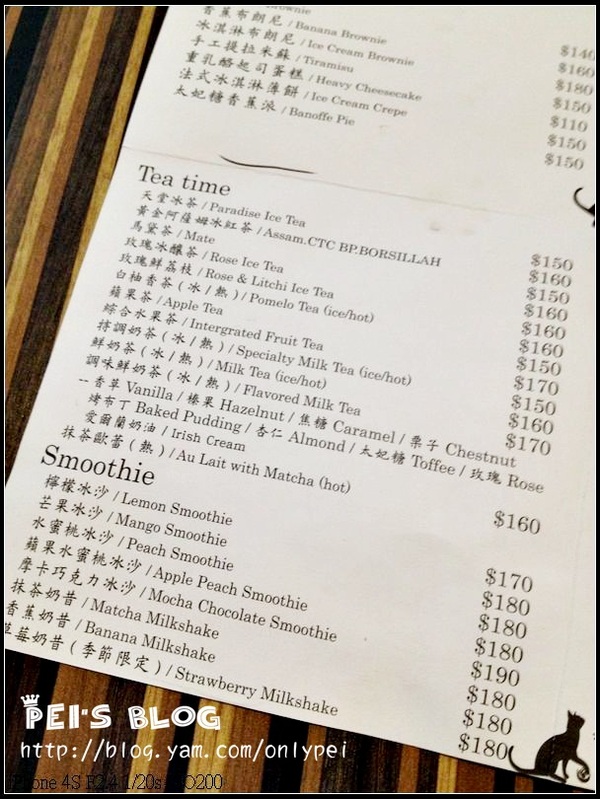 Brownie $140
香蕉布朗尼 / Banana Brownie $160
冰淇淋布朗尼 / Ice Cream Brownie $180
手工提拉米蘇 / Tiramisu $150
重乳酪起司蛋糕 / Heavy Cheesecake $110
法式冰淇淋薄餅 / Ice Cream Crepe $150
太妃糖香蕉派 / Banoffe Pie $150
Tea time
天堂冰茶 / Paradise Ice Tea $150
黃金阿薩姆冰紅茶 / Assam.CTC BP.BORSILLAH $160
馬黛茶 / Mate $150
玫瑰冰釀茶 / Rose Ice Tea $160
玫瑰鮮荔枝 / Rose & Litchi Ice Tea $160
白柚香茶 ( 冰 / 熱 ) / Pomelo Tea (ice/hot) $160
蘋果茶 / Apple Tea $150
綜合水果茶 / Intergrated Fruit Tea $170
特調奶茶 ( 冰 / 熱 ) / Specialty Milk Tea (ice/hot) $150
鮮奶茶 ( 冰 / 熱 ) / Milk Tea (ice/hot) $160
調味鮮奶茶 ( 冰 / 熱 ) / Flavored Milk Tea $170
-- 香草 Vanilla / 榛果 Hazelnut / 焦糖 Caramel / 栗子 Chestnut
烤布丁 Baked Pudding / 杏仁 Almond / 太妃糖 Toffee / 玫瑰 Rose
愛爾蘭奶油 / Irish Cream
抹茶歐蕾 ( 熱 ) / Au Lait with Matcha (hot) $160
Smoothie
檸檬冰沙 / Lemon Smoothie $170
芒果冰沙 / Mango Smoothie $180
水蜜桃冰沙 / Peach Smoothie $180
蘋果水蜜桃冰沙 / Apple Peach Smoothie $180
摩卡巧克力冰沙 / Mocha Chocolate Smoothie $190
抹茶奶昔 / Matcha Milkshake $180
香蕉奶昔 / Banana Milkshake $180
草莓奶昔 ( 季節限定 ) / Strawberry Milkshake $180
PEI'S BLOG
http://blog.yam.com/onlypei